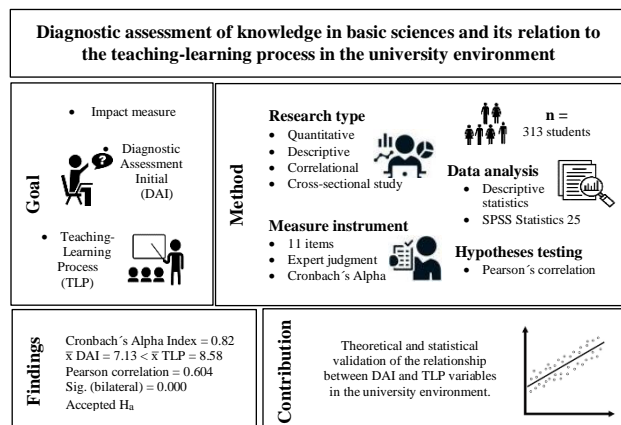 Diagnostic assessment of knowledge in basic sciences and its relation to
the teaching-learning process in the university environment
Goal
• Impact measure
Diagnostic
Assessment
Initial
(DAI)
• Teaching-
Learning
Process
(TLP)
Method
Research type
• Quantitative
• Descriptive
• Correlational
• Cross-sectional study
Measure instrument
• 11 items
• Expert judgment
• Cronbach´s Alpha
n =
313 students
Data analysis
• Descriptive
statistics
• SPSS Statistics 25
Hypotheses testing
• Pearson´s correlation
Findings
Cronbach´s Alpha Index = 0.82
x̄ DAI = 7.13 < x̄ TLP = 8.58
Pearson correlation = 0.604
Sig. (bilateral) = 0.000
Accepted Hₐ
Contribution
Theoretical and statistical
validation of the relationship
between DAI and TLP variables
in the university environment.